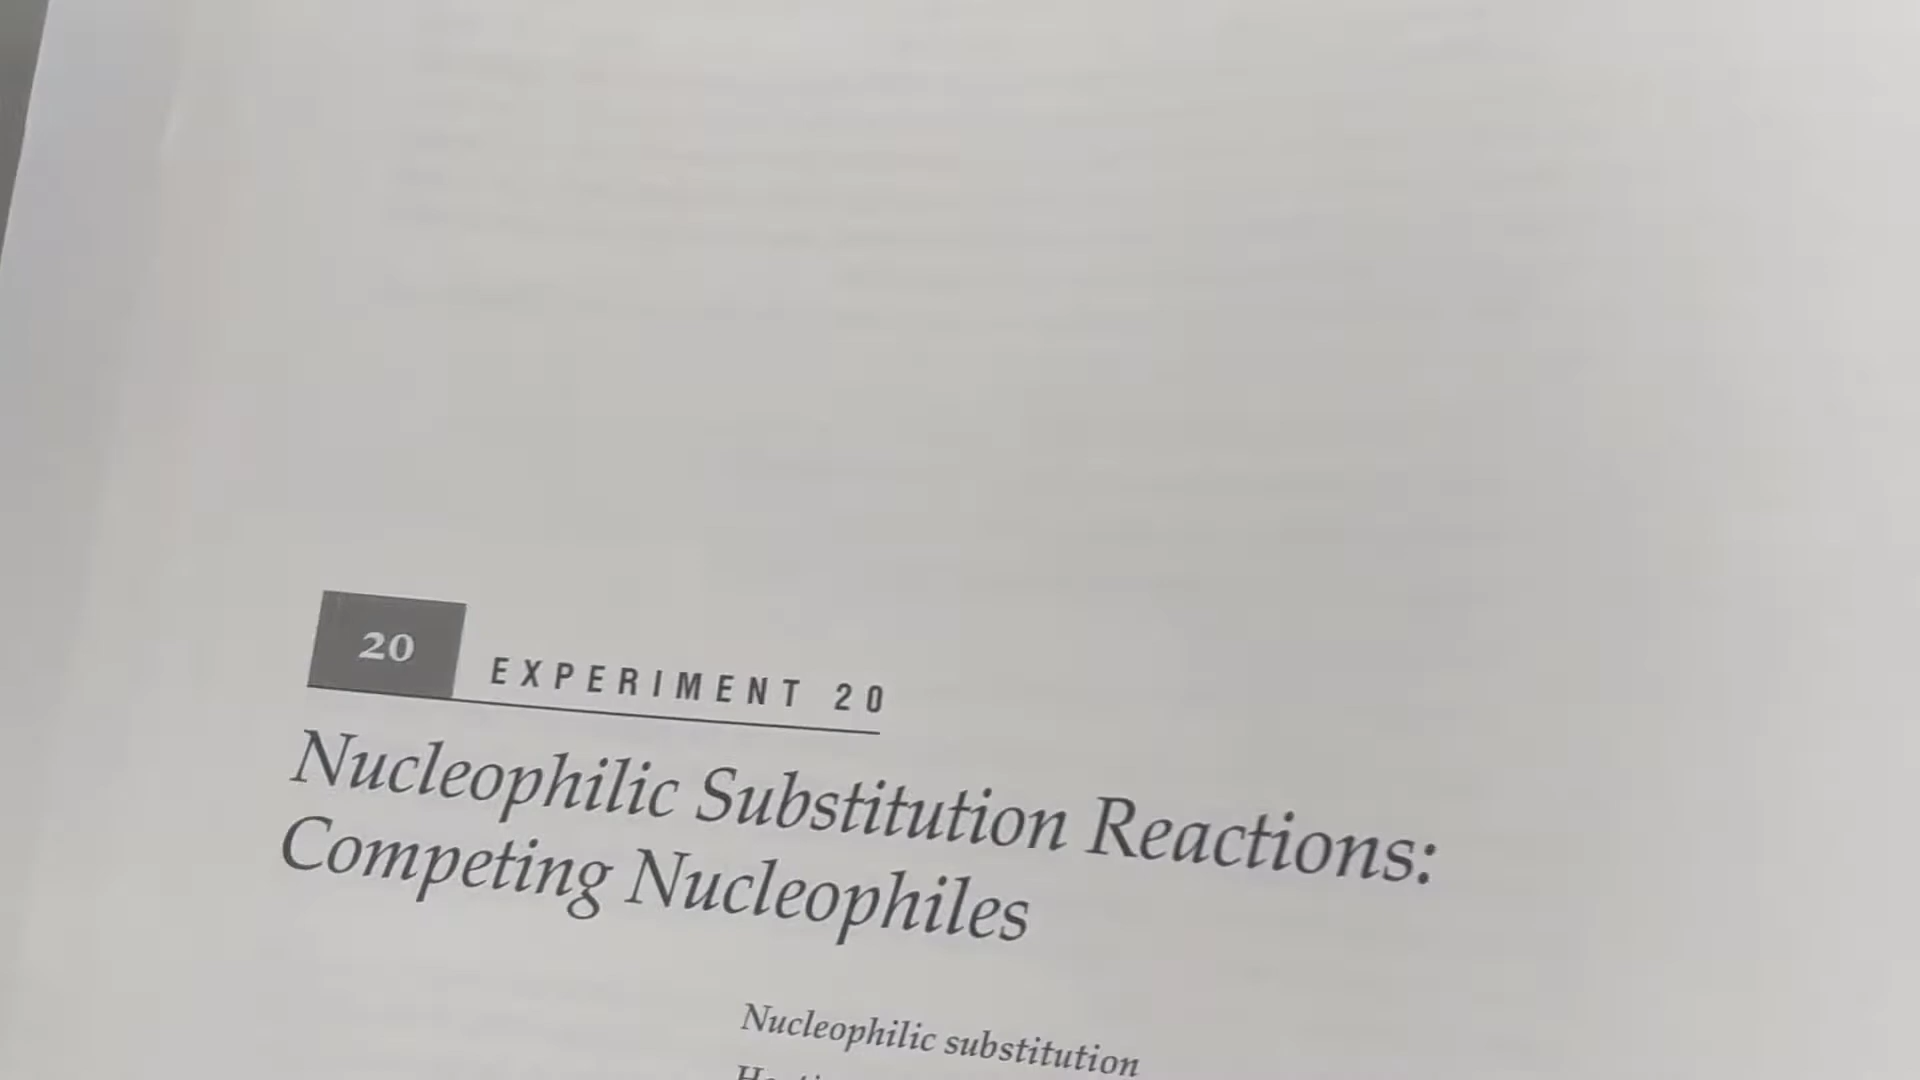 20
EXPERIMENT 20
Nucleophilic Substitution Reactions:
Competing Nucleophiles
Nucleophilic substitution